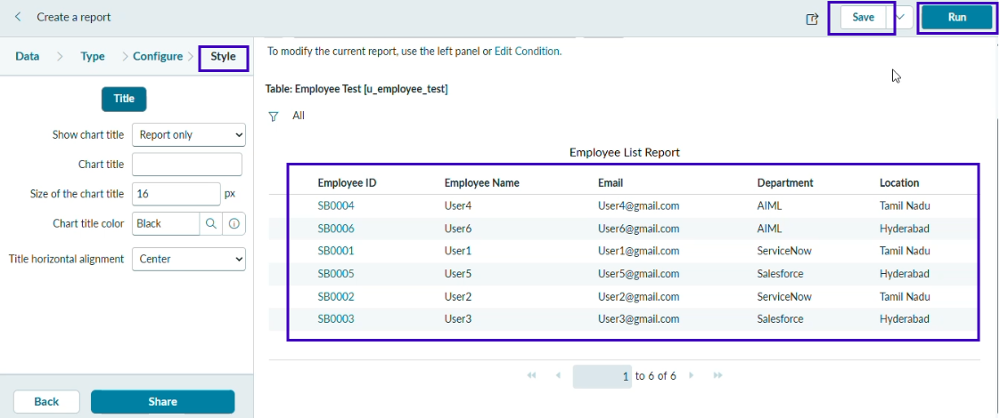 Create a report
Save
Run
Data
Type
Configure
Style
Title
Show chart title Report only
Chart title
Size of the chart title 16 px
Chart title color Black
Title horizontal alignment Center
Back
Share
To modify the current report, use the left panel or Edit Condition.
Table: Employee Test [u_employee_test]
All
Employee List Report
Employee ID Employee Name Email Department Location
SB0004 User4 User4@gmail.com AIML Tamil Nadu
SB0006 User6 User6@gmail.com AIML Hyderabad
SB0001 User1 User1@gmail.com ServiceNow Tamil Nadu
SB0005 User5 User5@gmail.com Salesforce Hyderabad
SB0002 User2 User2@gmail.com ServiceNow Tamil Nadu
SB0003 User3 User3@gmail.com Salesforce Hyderabad
1 to 6 of 6